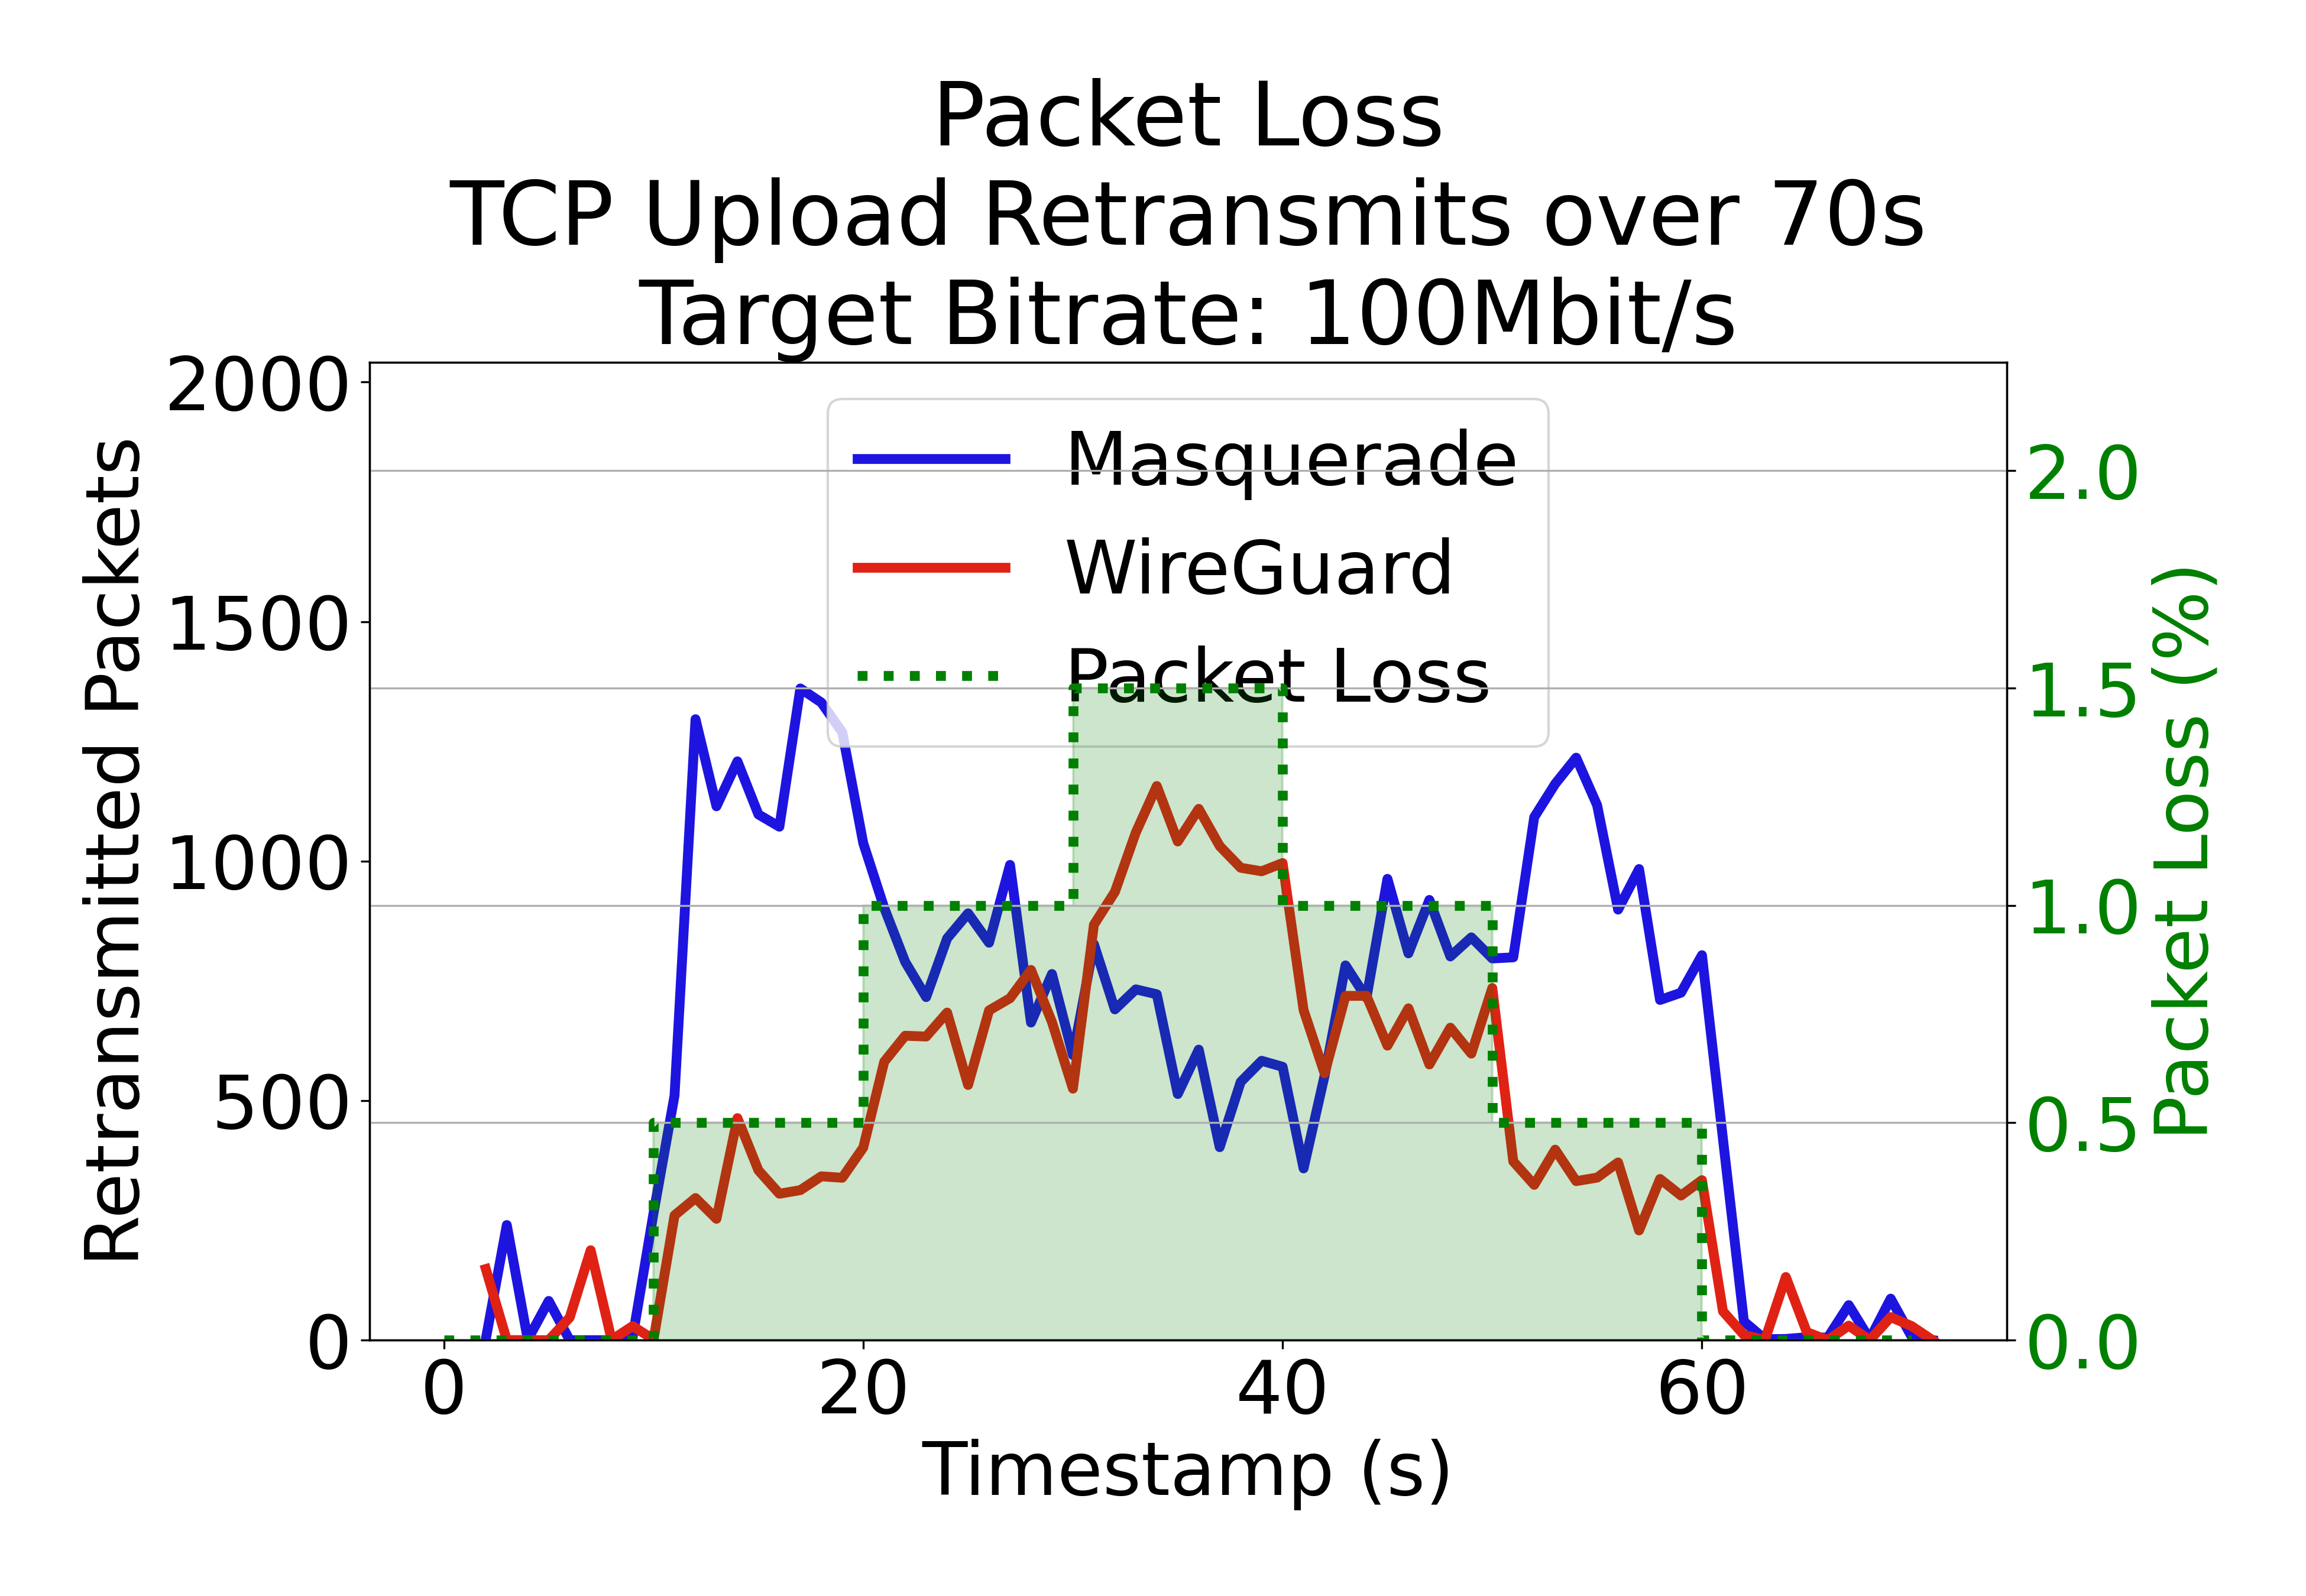 Packet Loss
TCP Upload Retransmits over 70s
Target Bitrate: 100Mbit/s
Retransmitted Packets
2000
1500
1000
500
0
Masquerade
WireGuard
Packet Loss
2.0
1.5
1.0
0.5
0.0
Packet Loss (%)
0
20
40
60
Timestamp (s)